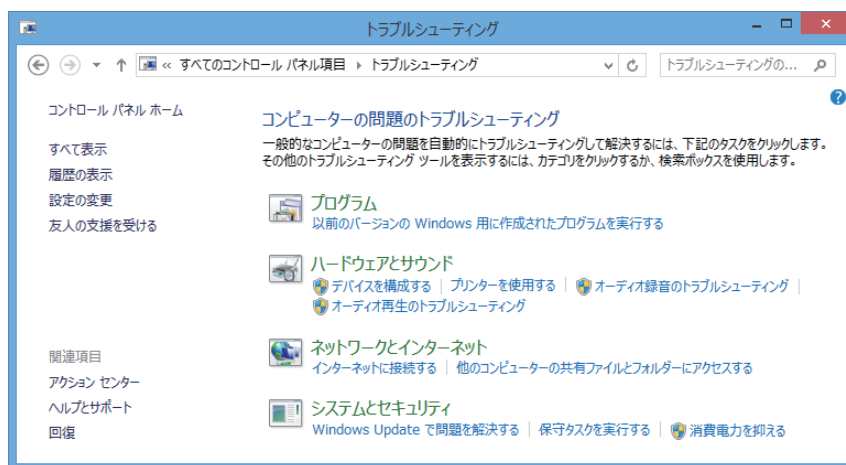 トラブルシューティング
« すべてのコントロール パネル項目 ▸ トラブルシューティング
トラブルシューティングの...
コントロール パネル ホーム
すべて表示
履歴の表示
設定の変更
友人の支援を受ける
関連項目
アクション センター
ヘルプとサポート
回復
コンピューターの問題のトラブルシューティング
一般的なコンピューターの問題を自動的にトラブルシューティングして解決するには、下記のタスクをクリックします。
その他のトラブルシューティング ツールを表示するには、カテゴリをクリックするか、検索ボックスを使用します。
プログラム
以前のバージョンの Windows 用に作成されたプログラムを実行する
ハードウェアとサウンド
デバイスを構成する | プリンターを使用する | オーディオ録音のトラブルシューティング |
オーディオ再生のトラブルシューティング
ネットワークとインターネット
インターネットに接続する | 他のコンピューターの共有ファイルとフォルダーにアクセスする
システムとセキュリティ
Windows Update で問題を解決する | 保守タスクを実行する | 消費電力を抑える